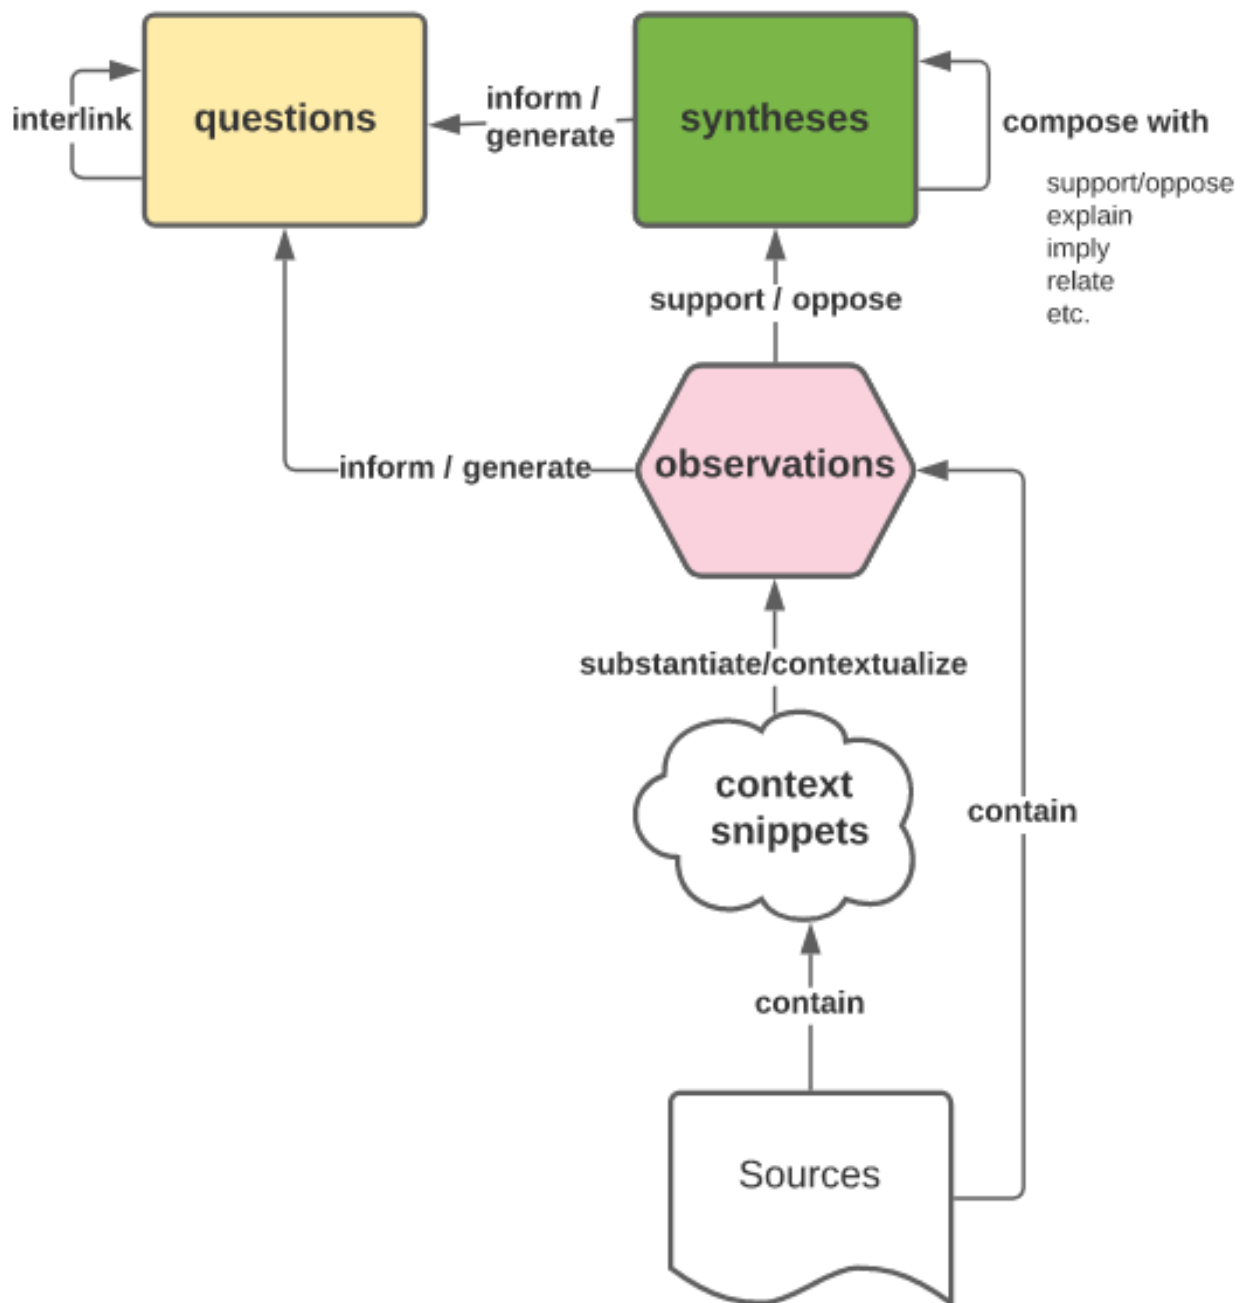 interlink
questions
inform /
generate
syntheses
compose with
support/oppose
explain
imply
relate
etc.
support / oppose
inform / generate
observations
substantiate/contextualize
context
snippets
contain
contain
Sources